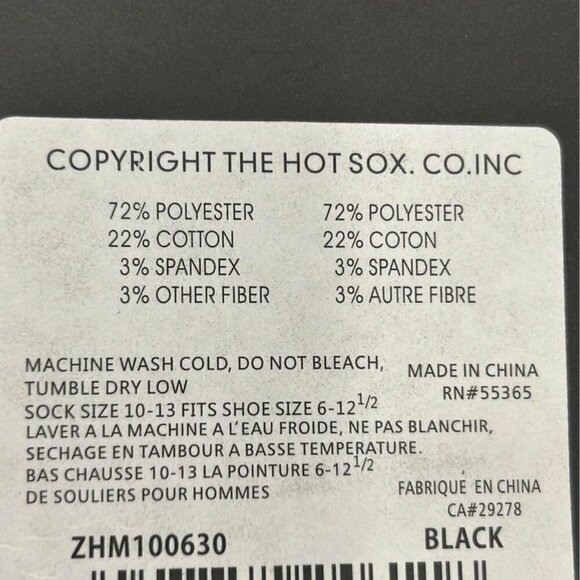 COPYRIGHT THE HOT SOX. CO.INC
72% POLYESTER 72% POLYESTER
22% COTTON 22% COTON
3% SPANDEX 3% SPANDEX
3% OTHER FIBER 3% AUTRE FIBRE
MACHINE WASH COLD, DO NOT BLEACH,
TUMBLE DRY LOW
SOCK SIZE 10-13 FITS SHOE SIZE 6-12 1/2
MADE IN CHINA
RN#55365
LAVER A LA MACHINE A L'EAU FROIDE, NE PAS BLANCHIR,
SECHAGE EN TAMBOUR A BASSE TEMPERATURE.
BAS CHAUSSE 10-13 LA POINTURE 6-12 1/2
DE SOULIERS POUR HOMMES
FABRIQUE EN CHINA
CA#29278
ZHM100630 BLACK